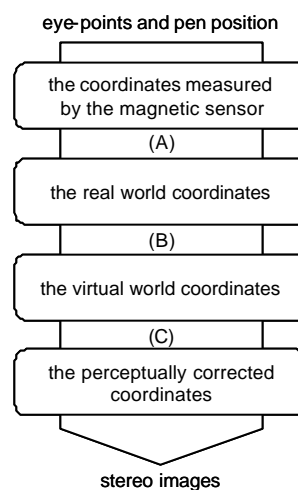 eye-points and pen position
the coordinates measured
by the magnetic sensor
(A)
the real world coordinates
(B)
the virtual world coordinates
(C)
the perceptually corrected
coordinates
stereo images